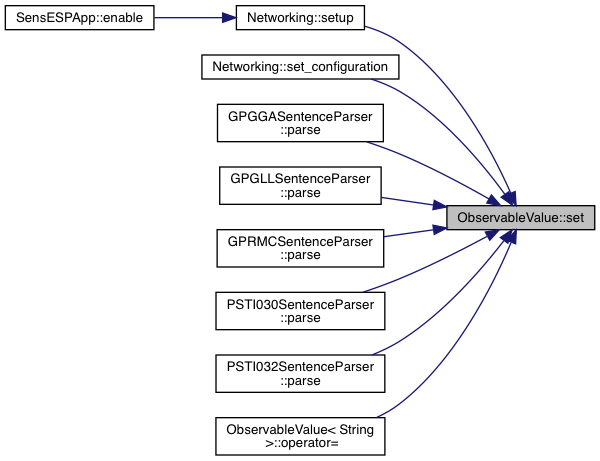 SensESPApp::enable
Networking::setup
Networking::set_configuration
GPGGASentenceParser
::parse
GPGLLSentenceParser
::parse
ObservableValue::set
GPRMCSentenceParser
::parse
PSTI030SentenceParser
::parse
PSTI032SentenceParser
::parse
ObservableValue< String
>::operator=